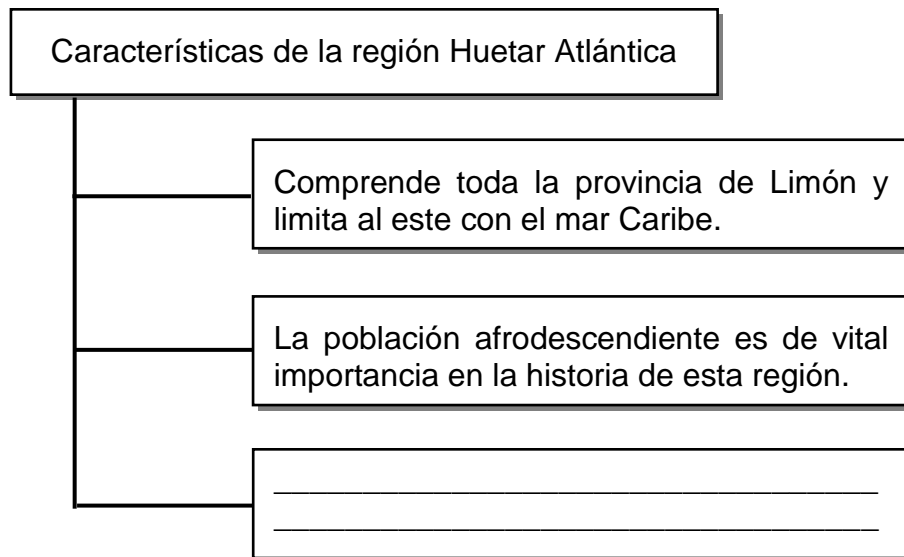 Características de la región Huetar Atlántica
Comprende toda la provincia de Limón y
limita al este con el mar Caribe.
La población afrodescendiente es de vital
importancia en la historia de esta región.